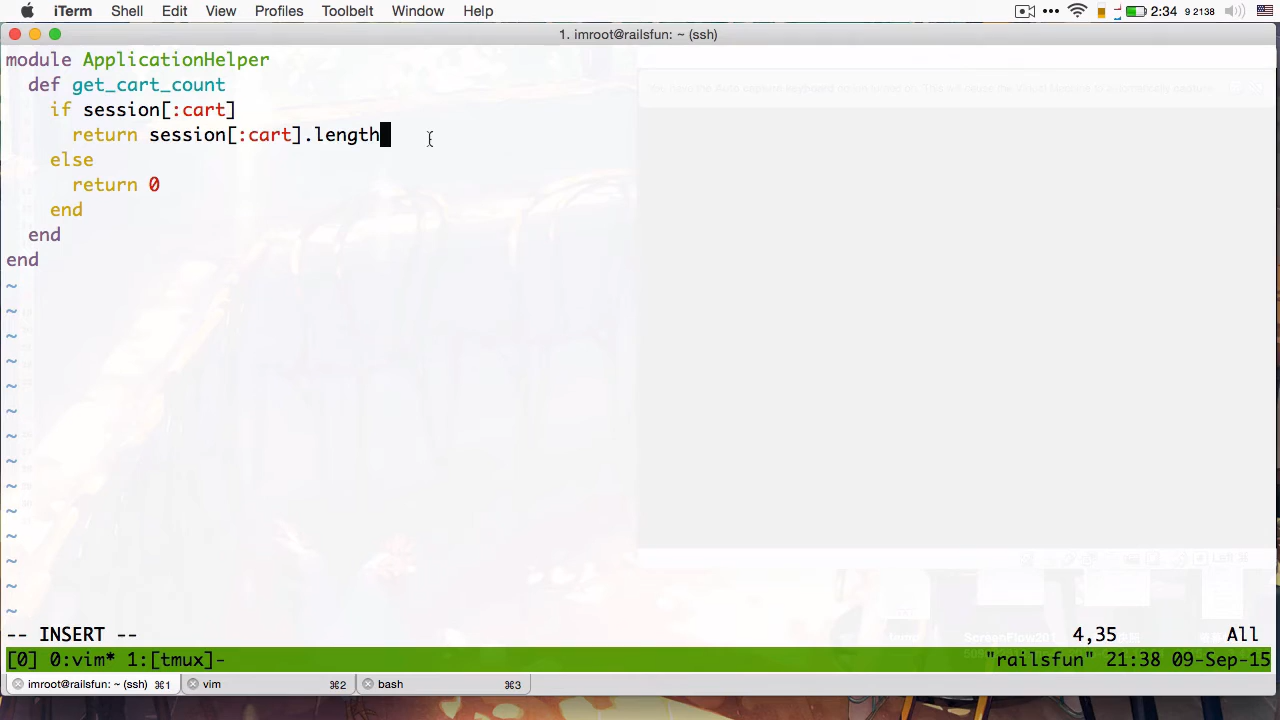 iTerm Shell Edit View Profiles Toolbelt Window Help 2:34 9 2138
1. imroot@railsfun: ~ (ssh)
module ApplicationHelper
  def get_cart_count
    if session[:cart]
      return session[:cart].length
    else
      return 0
    end
  end
end
~
~
~
~
~
~
~
~
~
~
~
~
~
~
-- INSERT -- 4,35 All
[0] 0:vim* 1:[tmux]- "railsfun" 21:38 09-Sep-15
imroot@railsfun: ~ (ssh) ⌘1 vim ⌘2 bash ⌘3